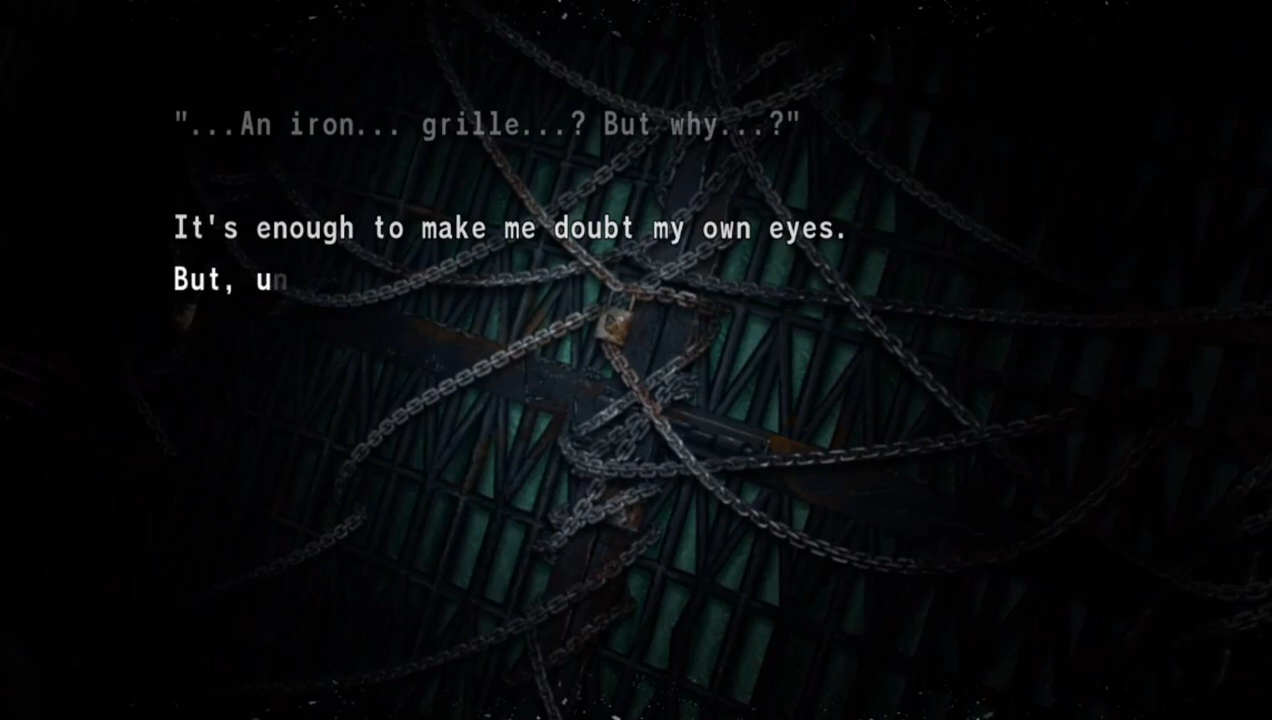 "...An iron... grille...? But why...?"
It's enough to make me doubt my own eyes.
But, un